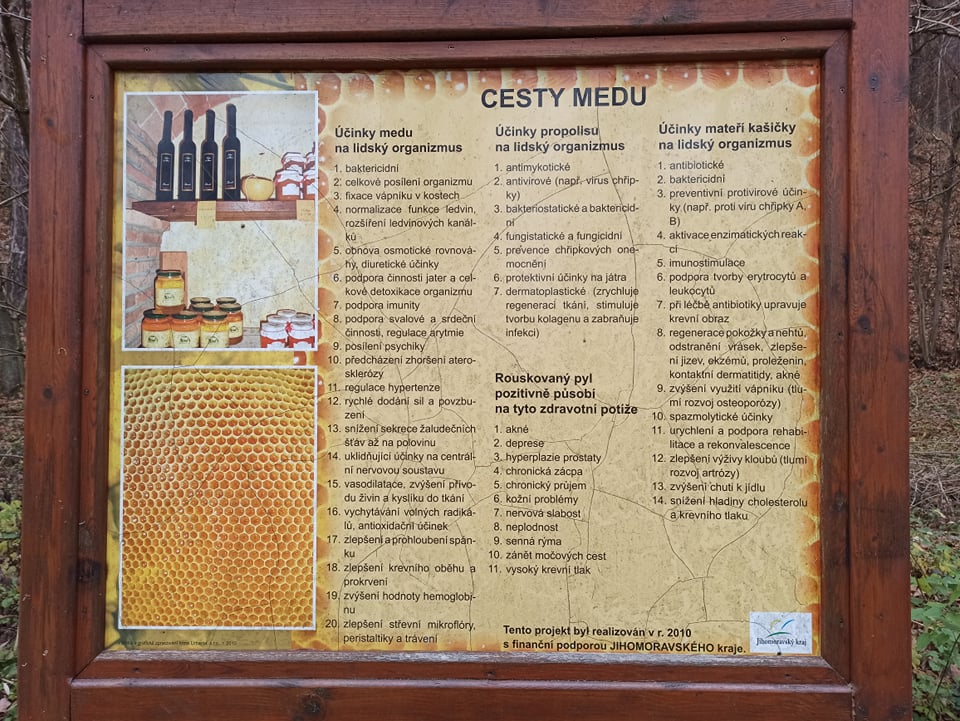 CESTY MEDU
Účinky medu
na lidský organizmus
1. baktericidní
2. celkové posílení organizmu
3. fixace vápníku v kostech
4. normalizace funkce ledvin,
rozšíření ledvinových kanál-
ků
5. obnova osmotické rovnová-
hy, diuretické účinky
6. podpora činnosti jater a cel-
kově detoxikace organizmu
7. podpora imunity
8. podpora svalové a srdeční
činnosti, regulace arytmie
9. posílení psychiky
10. předcházení zhoršení atero-
sklerózy
11. regulace hypertenze
12. rychlé dodání sil a povzbu-
zení
13. snížení sekrece žaludečních
šťáv až na polovinu
14. uklidňující účinky na centrál-
ní nervovou soustavu
15. vasodilatace, zvýšení přívo-
du živin a kyslíku do tkání
16. vychytávání volných radiká-
lů, antioxidační účinek
17. zlepšení a prohloubení spán-
ku
18. zlepšení krevního oběhu a
prokrvení
19. zvýšení hodnoty hemoglobi-
nu
20. zlepšení střevní mikroflóry,
peristaltiky a trávení
Účinky propolisu
na lidský organizmus
1. antimykotické
2. antivirové (např. virus chřip-
ky)
3. bakteriostatické a baktericid-
ní
4. fungistatické a fungicidní
5. prevence chřipkových one-
mocnění
6. protektivní účinky na játra
7. dermatoplastické (zrychluje
regeneraci tkání, stimuluje
tvorbu kolagenu a zabraňuje
infekci)
Rouskovaný pyl
pozitivně působí
na tyto zdravotní potíže
1. akné
2. deprese
3. hyperplazie prostaty
4. chronická zácpa
5. chronický průjem
6. kožní problémy
7. nervová slabost
8. neplodnost
9. senná rýma
10. zánět močových cest
11. vysoký krevní tlak
Účinky mateří kašičky
na lidský organizmus
1. antibiotické
2. baktericidní
3. preventivní protivirové účin-
ky (např. proti viru chřipky A,
B)
4. aktivace enzimatických reak-
cí
5. imunostimulace
6. podpora tvorby erytrocytů a
leukocytů
7. při léčbě antibiotiky upravuje
krevní obraz
8. regenerace pokožky a nehtů,
odstranění vrásek, zlepše-
ní jizev, ekzémů, proleženin,
kontaktní dermatitidy, akné
9. zvýšení využití vápníku (tlu-
mí rozvoj osteoporózy)
10. spazmolytické účinky
11. urychlení a podpora rehabi-
litace a rekonvalescence
12. zlepšení výživy kloubů (tlumí
rozvoj artrózy)
13. zvýšení chuti k jídlu
14. snížení hladiny cholesterolu
a krevního tlaku
Tento projekt byl realizován v r. 2010
s finanční podporou JIHOMORAVSKÉHO kraje.
Jihomoravský kraj